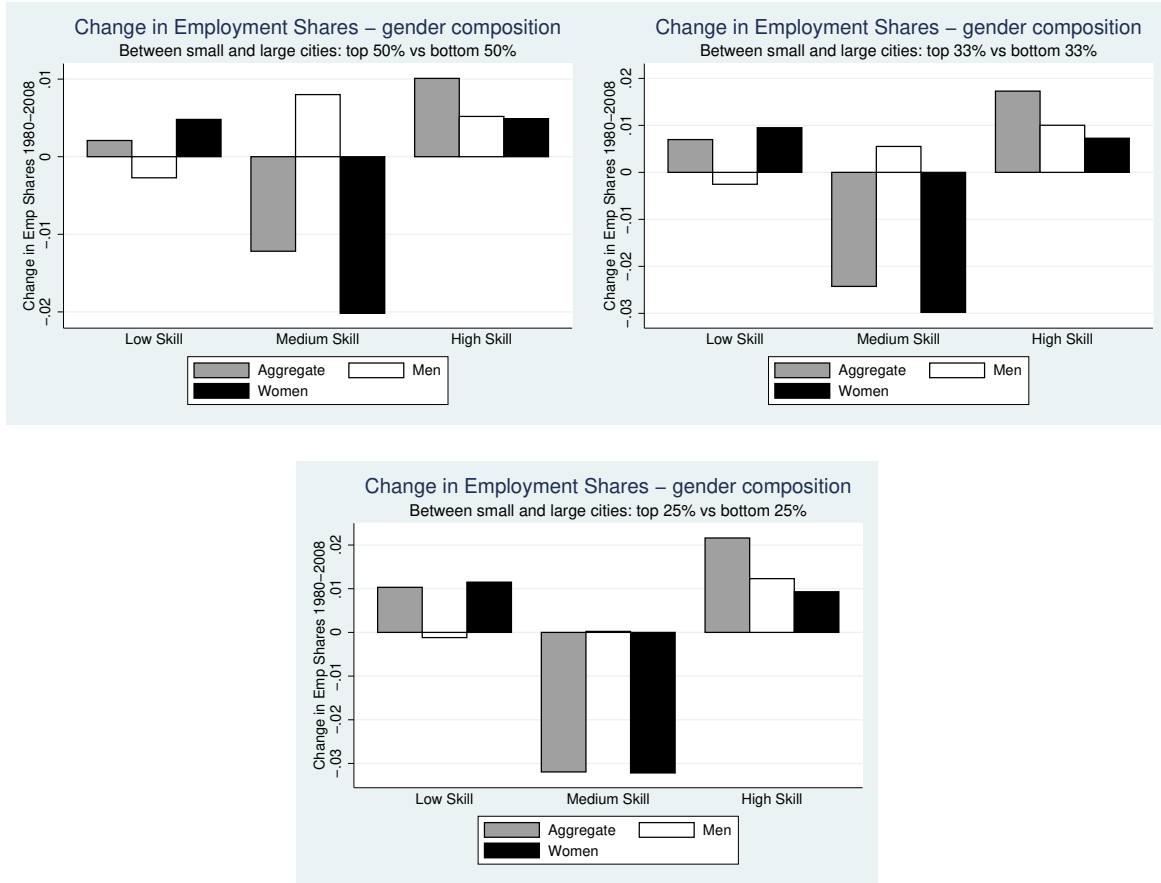 Change in Employment Shares – gender composition
Between small and large cities: top 50% vs bottom 50%
Change in Emp Shares 1980–2008
.01
0
–.01
–.02
Low Skill Medium Skill High Skill
Aggregate Men
Women
Change in Employment Shares – gender composition
Between small and large cities: top 33% vs bottom 33%
Change in Emp Shares 1980–2008
.02
.01
0
–.01
–.02
–.03
Low Skill Medium Skill High Skill
Aggregate Men
Women
Change in Employment Shares – gender composition
Between small and large cities: top 25% vs bottom 25%
Change in Emp Shares 1980–2008
.02
.01
0
–.01
–.02
–.03
Low Skill Medium Skill High Skill
Aggregate Men
Women